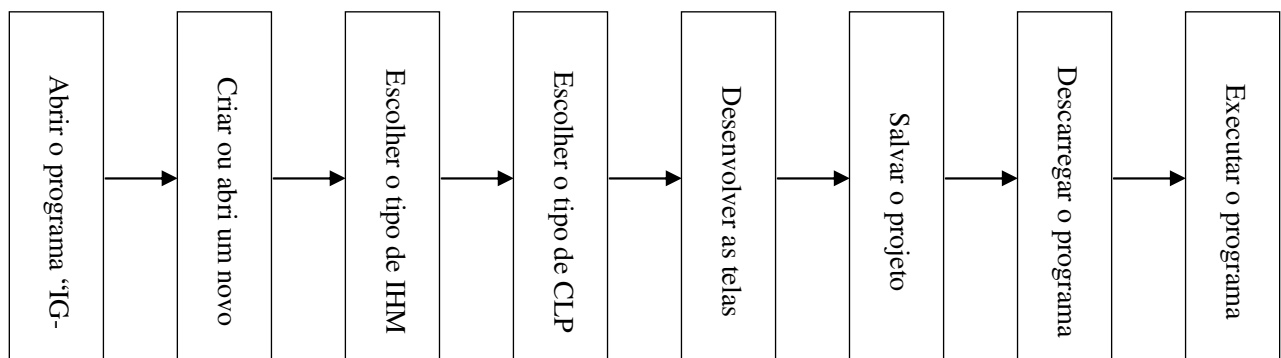 Abrir o programa “IG-
Criar ou abri um novo
Escolher o tipo de IHM
Escolher o tipo de CLP
Desenvolver as telas
Salvar o projeto
Descarregar o programa
Executar o programa